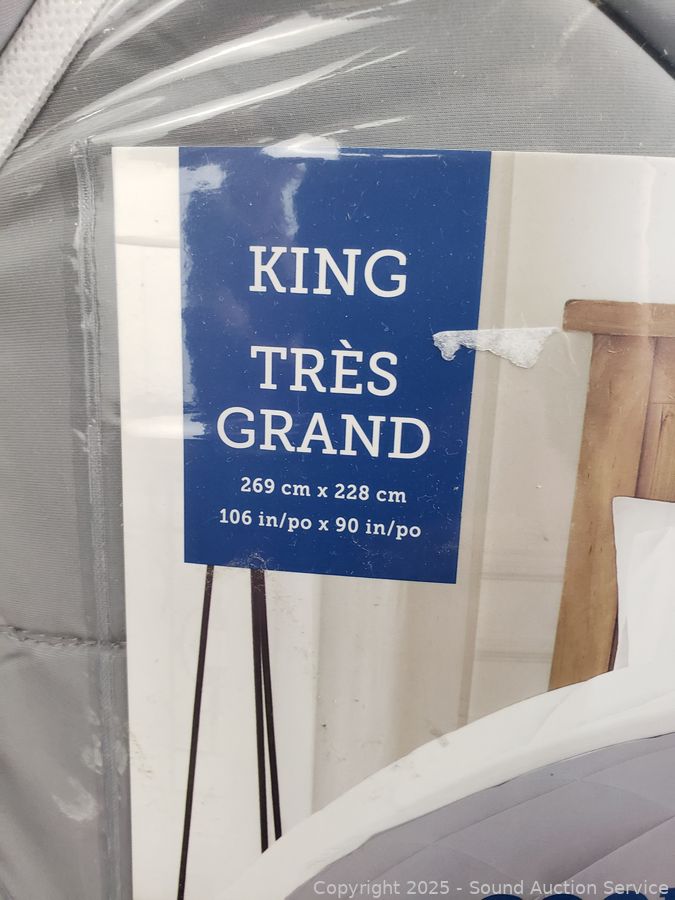 KING
TRÈS
GRAND
269 cm x 228 cm
106 in/po x 90 in/po
Copyright 2025 - Sound Auction Service